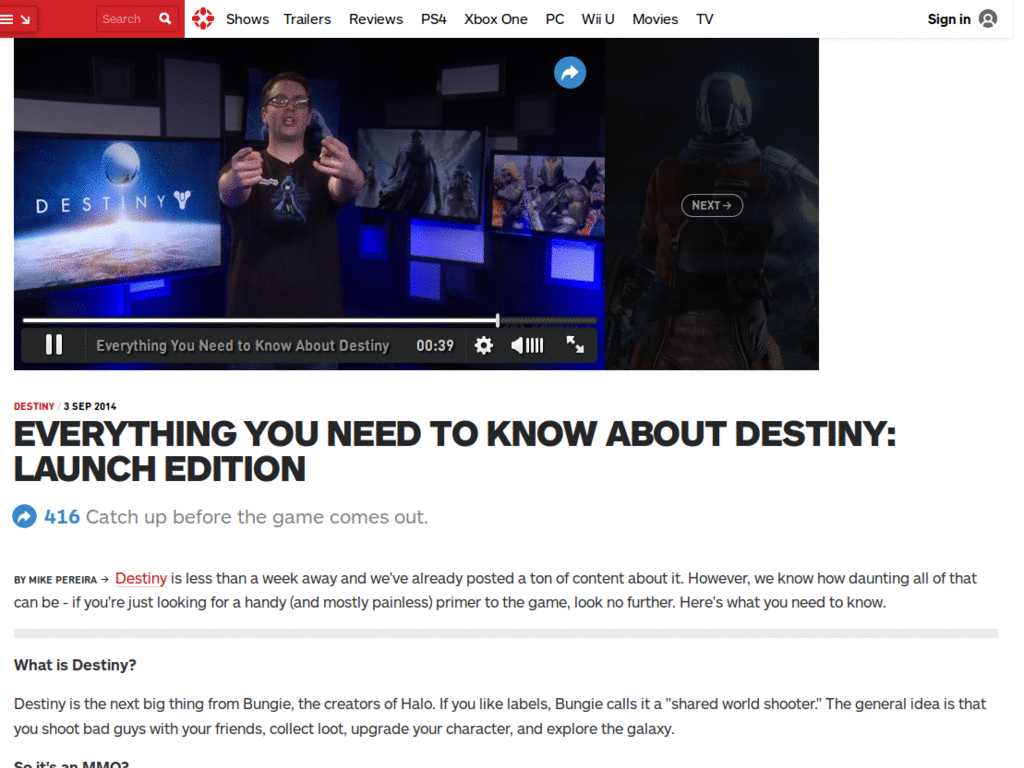 Search
Shows Trailers Reviews PS4 Xbox One PC Wii U Movies TV
Sign in
DESTINY
NEXT→
Everything You Need to Know About Destiny 00:39
DESTINY / 3 SEP 2014
EVERYTHING YOU NEED TO KNOW ABOUT DESTINY:
LAUNCH EDITION
416 Catch up before the game comes out.
BY MIKE PEREIRA → Destiny is less than a week away and we've already posted a ton of content about it. However, we know how daunting all of that
can be - if you're just looking for a handy (and mostly painless) primer to the game, look no further. Here's what you need to know.
What is Destiny?
Destiny is the next big thing from Bungie, the creators of Halo. If you like labels, Bungie calls it a "shared world shooter." The general idea is that
you shoot bad guys with your friends, collect loot, upgrade your character, and explore the galaxy.
So it's an MMO?